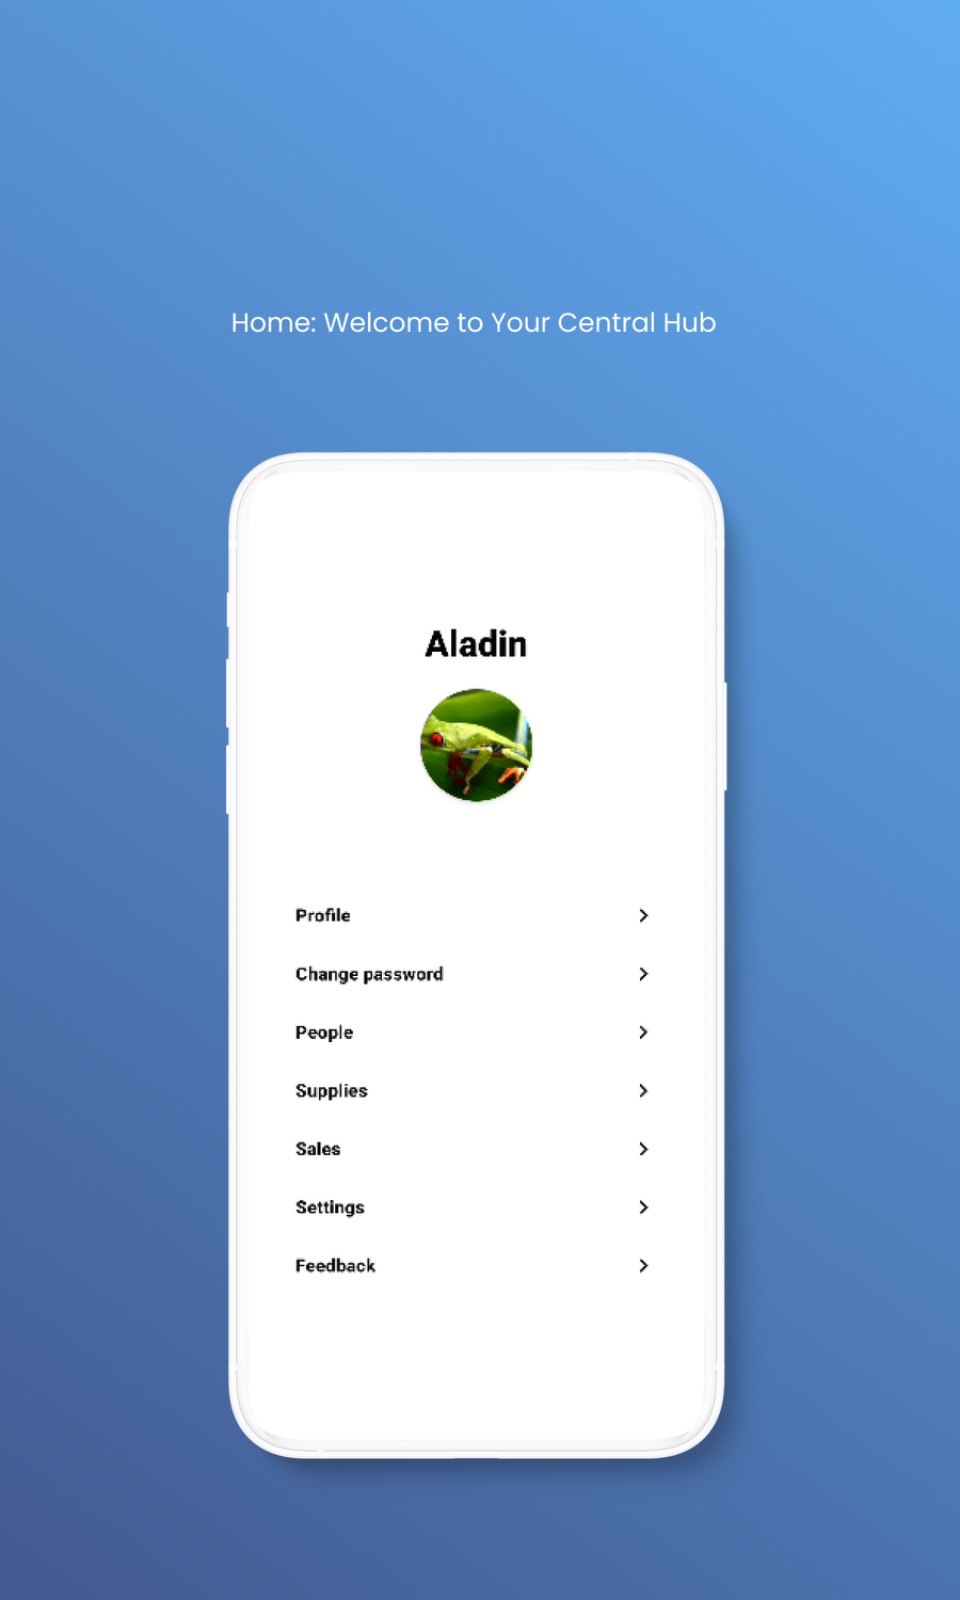 Home: Welcome to Your Central Hub
Aladin
Profile
Change password
People
Supplies
Sales
Settings
Feedback